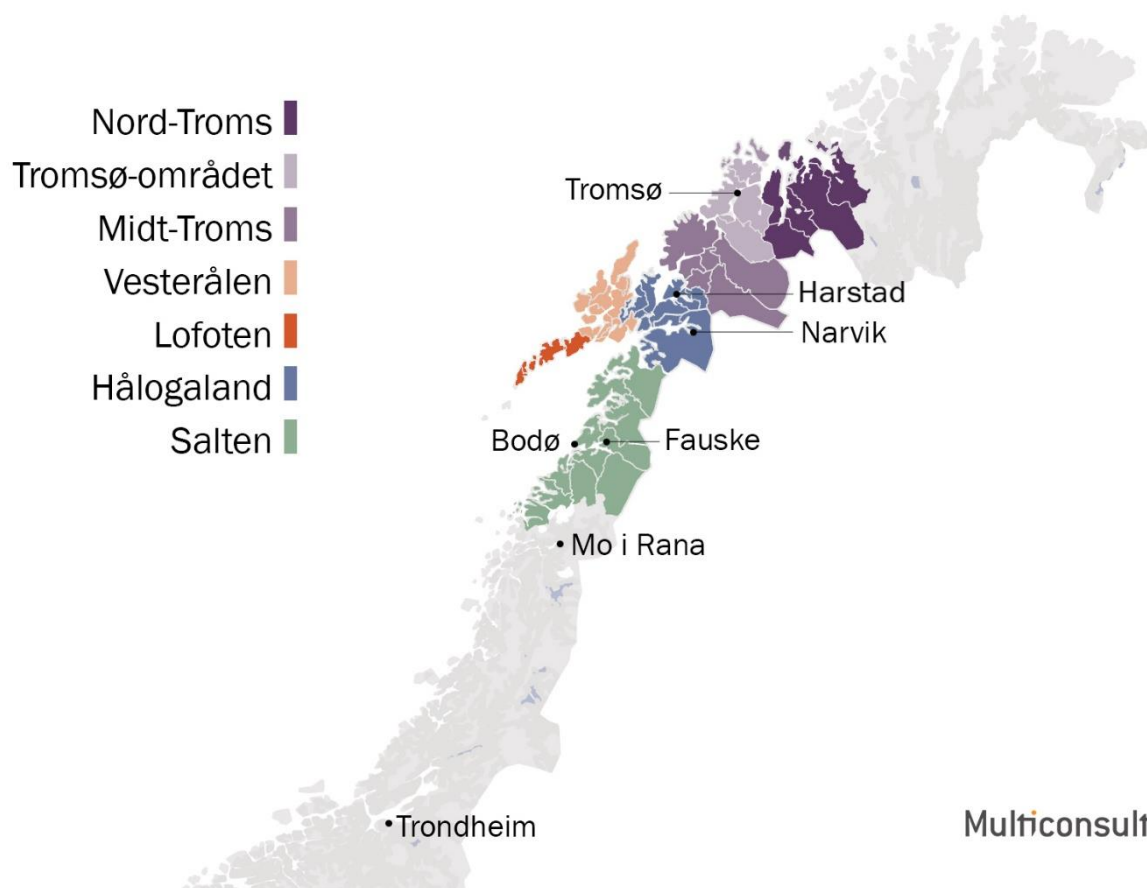 Nord-Troms
Tromsø-området
Midt-Troms
Vesterålen
Lofoten
Hålogaland
Salten
Tromsø
Harstad
Narvik
Bodø
Fauske
Mo i Rana
Trondheim
Multiconsult